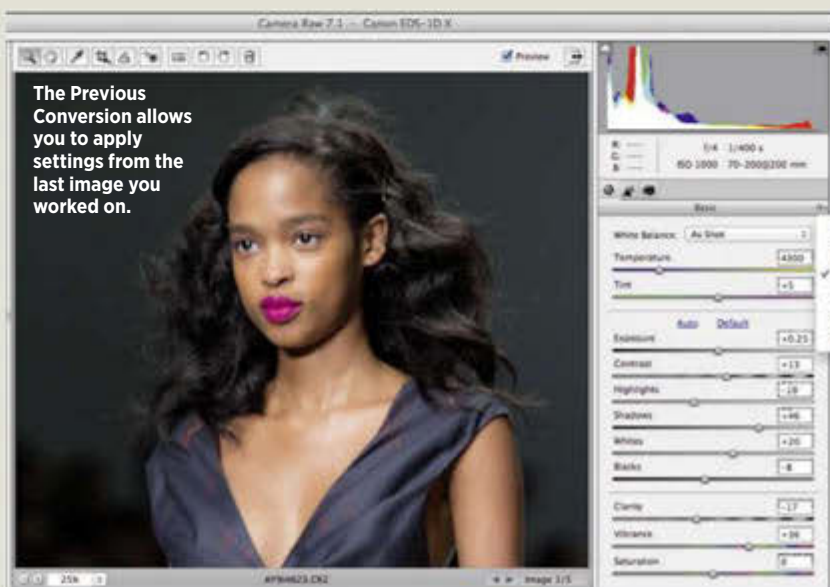 Camera Raw 7.1 - Canon EOS-1D X
Preview
The Previous
Conversion allows
you to apply
settings from the
last image you
worked on.
R: ---
G: ---
B: ---
f/4 1/400 s
ISO 1000 70-200@200 mm
Basic
White Balance: As Shot
Temperature 4300
Tint +5
Auto Default
Exposure +0.25
Contrast +13
Highlights
Shadows +46
Whites +20
Blacks -8
Clarity -17
Vibrance
Saturation 0
25%
Image 1/5